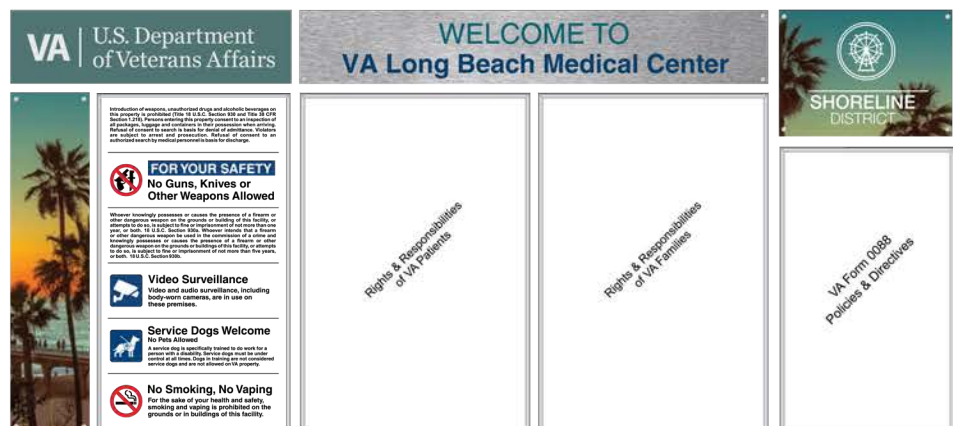 VA
U.S. Department
of Veterans Affairs
WELCOME TO
VA Long Beach Medical Center
SHORELINE
DISTRICT
Introduction of weapons, unauthorized drugs and alcoholic beverages on
this property is prohibited (Title 18 U.S.C. Section 930 and Title 38 CFR
Section 1.218). Persons entering this property consent to an inspection of
all packages, luggage and containers in their possession when arriving.
Refusal of consent to search is basis for denial of admittance. Violators
are subject to arrest and prosecution. Refusal of consent to an
authorized search by medical personnel is basis for discharge.
FOR YOUR SAFETY
No Guns, Knives or
Other Weapons Allowed
Whoever knowingly possesses or causes the presence of a firearm or
other dangerous weapon on the grounds or building of this facility, or
attempts to do so, is subject to fine or imprisonment of not more than one
year, or both. 18 U.S.C. Section 930a. Whoever intends that a firearm
or other dangerous weapon be used in the commission of a crime and
knowingly possesses or causes the presence of a firearm or other
dangerous weapon on the grounds or buildings of this facility, or attempts
to do so, is subject to fine or imprisonment of not more than five years,
or both. 18 U.S.C. Section 930b.
Video Surveillance
Video and audio surveillance, including
body-worn cameras, are in use on
these premises.
Service Dogs Welcome
No Pets Allowed
A service dog is specifically trained to do work for a
person with a disability. Service dogs must be under
control at all times. Dogs in training are not considered
service dogs and are not allowed on VA property.
No Smoking, No Vaping
For the sake of your health and safety,
smoking and vaping is prohibited on the
grounds or in buildings of this facility.
Rights & Responsibilities
of VA Patients
Rights & Responsibilities
of VA Families
VA Form 0088
Policies & Directives